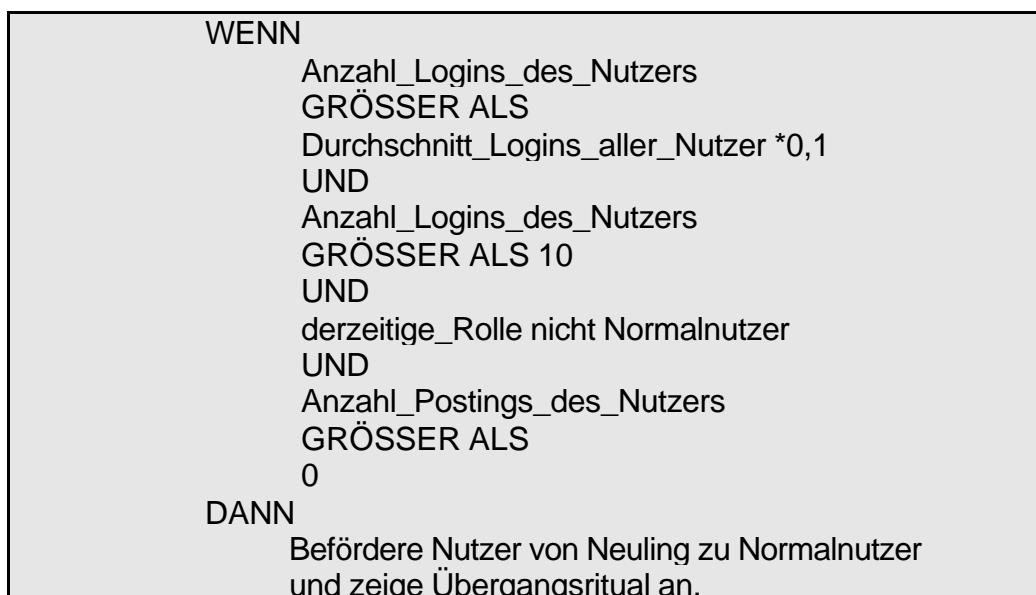 WENN
Anzahl_Logins_des_Nutzers
GRÖSSER ALS
Durchschnitt_Logins_aller_Nutzer *0,1
UND
Anzahl_Logins_des_Nutzers
GRÖSSER ALS 10
UND
derzeitige_Rolle nicht Normalnutzer
UND
Anzahl_Postings_des_Nutzers
GRÖSSER ALS
0
DANN
Befördere Nutzer von Neuling zu Normalnutzer
und zeige Übergangsritual an.